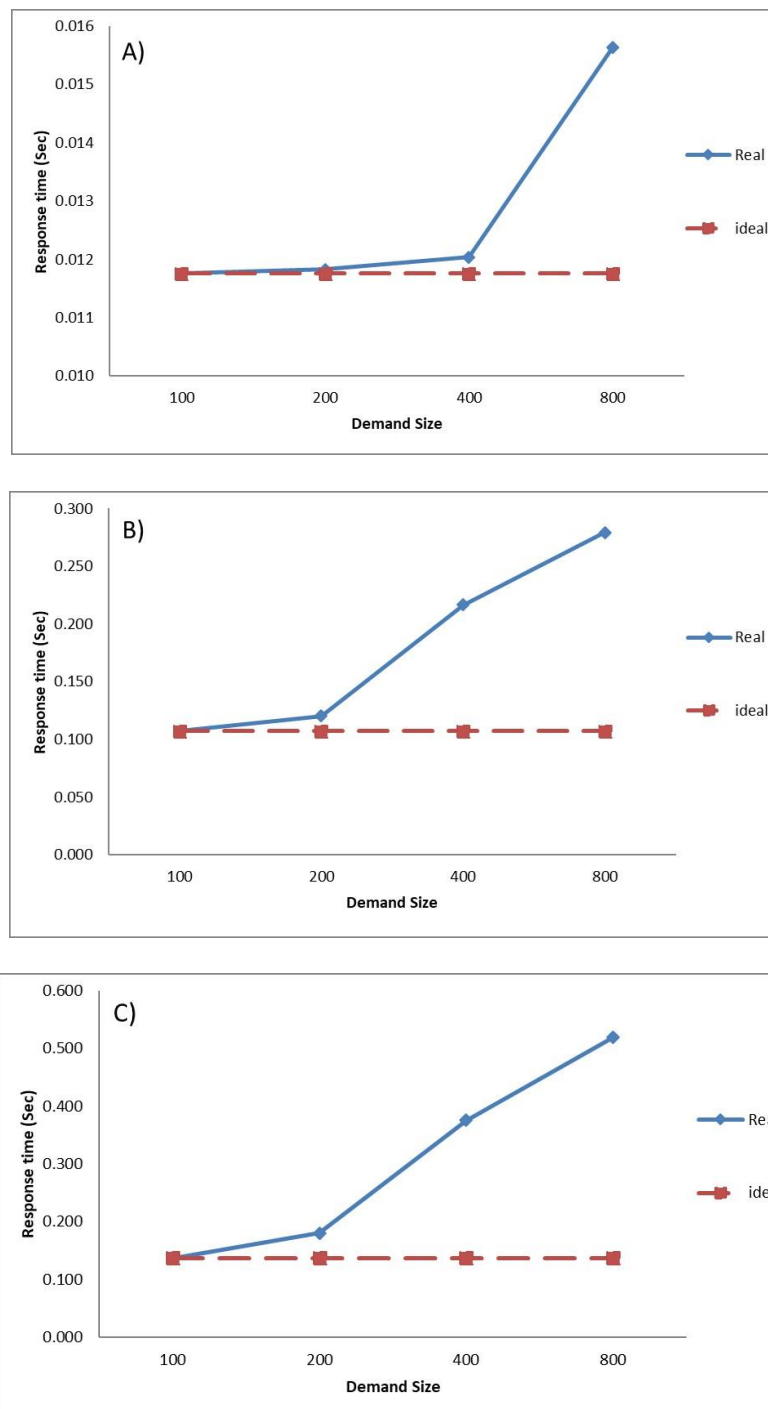 A)
Response time (Sec)
0.016
0.015
0.014
0.013
0.012
0.011
0.010
100 200 400 800
Demand Size
Real
ideal
B)
Response time (Sec)
0.300
0.250
0.200
0.150
0.100
0.050
0.000
100 200 400 800
Demand Size
Real
ideal
C)
Response time (Sec)
0.600
0.500
0.400
0.300
0.200
0.100
0.000
100 200 400 800
Demand Size
Re
ide